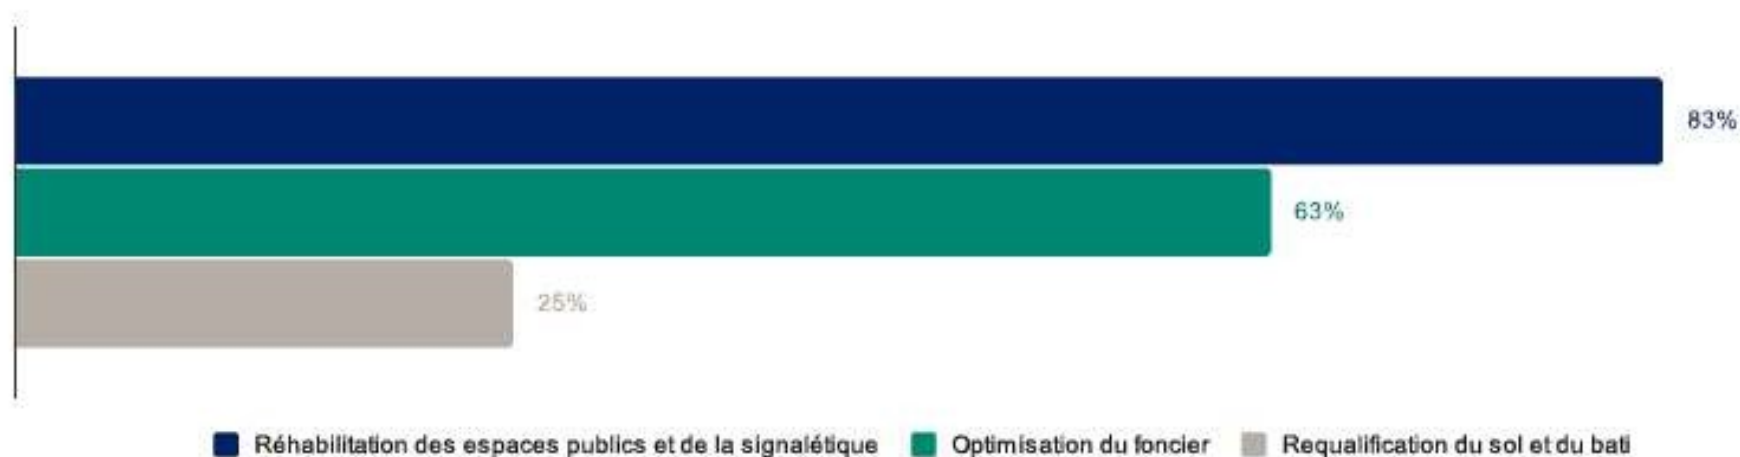 83%
63%
25%
Réhabilitation des espaces publics et de la signalétique Optimisation du foncier Requalification du sol et du bati